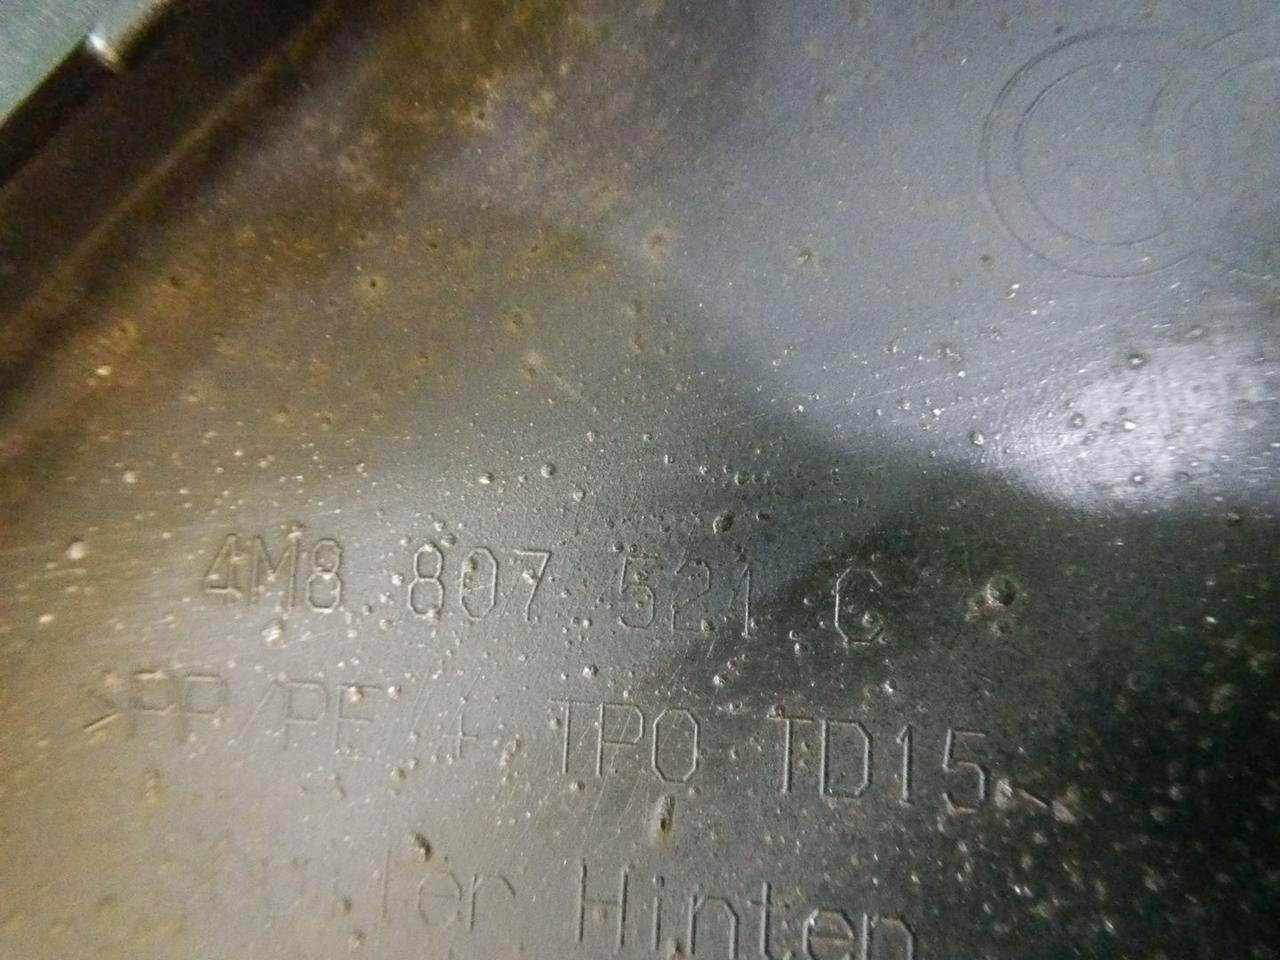 4M8 807 521 C
>PP/PE + TPO TD15<
Hinten